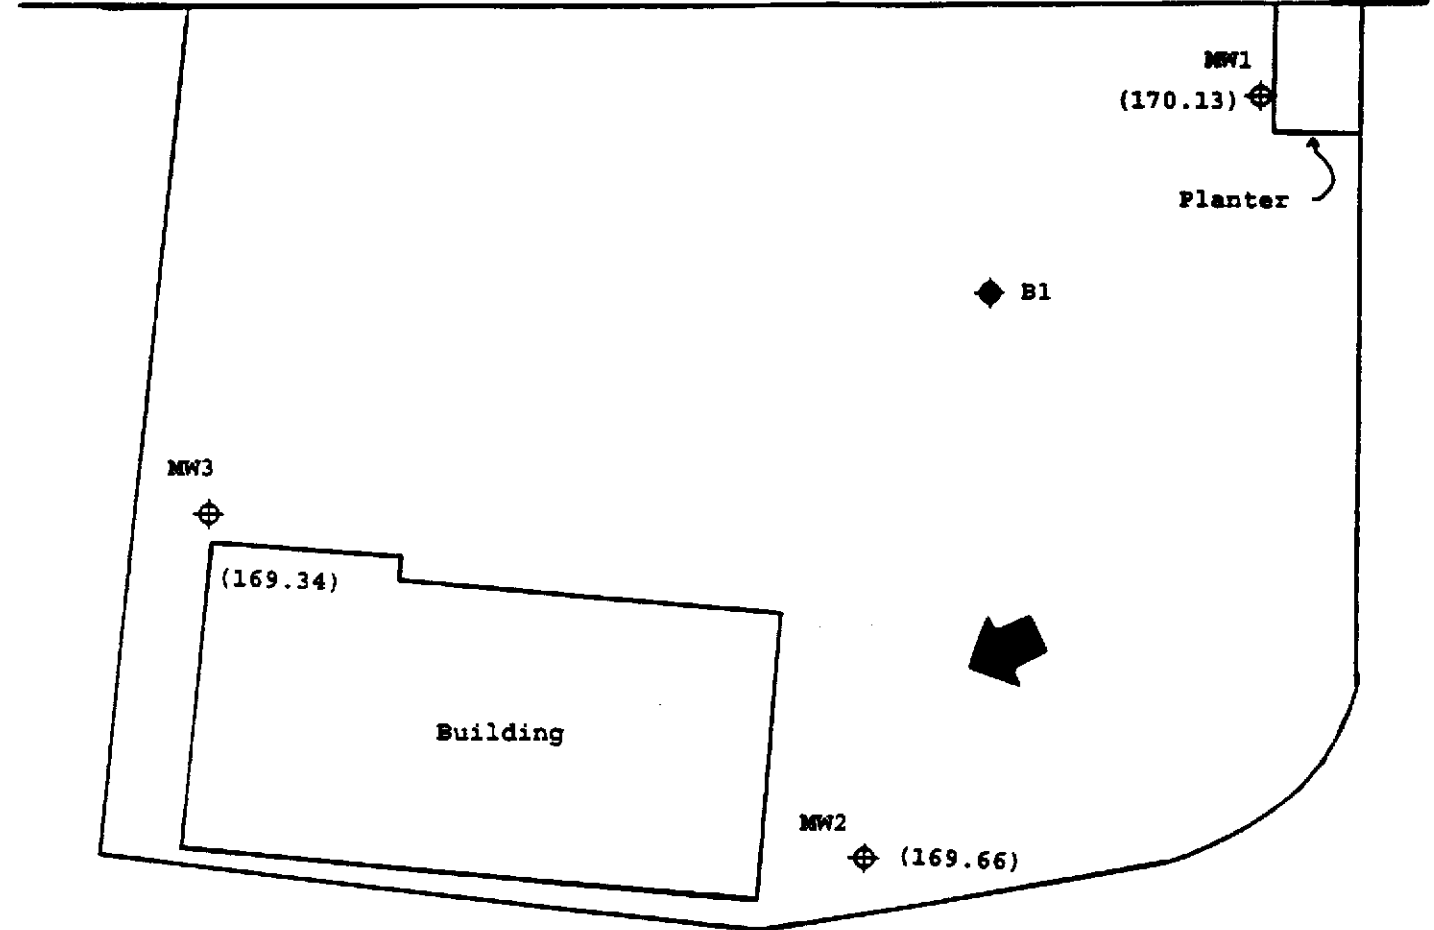 MW1
(170.13)
Planter
B1
MW3
(169.34)
Building
MW2
(169.66)